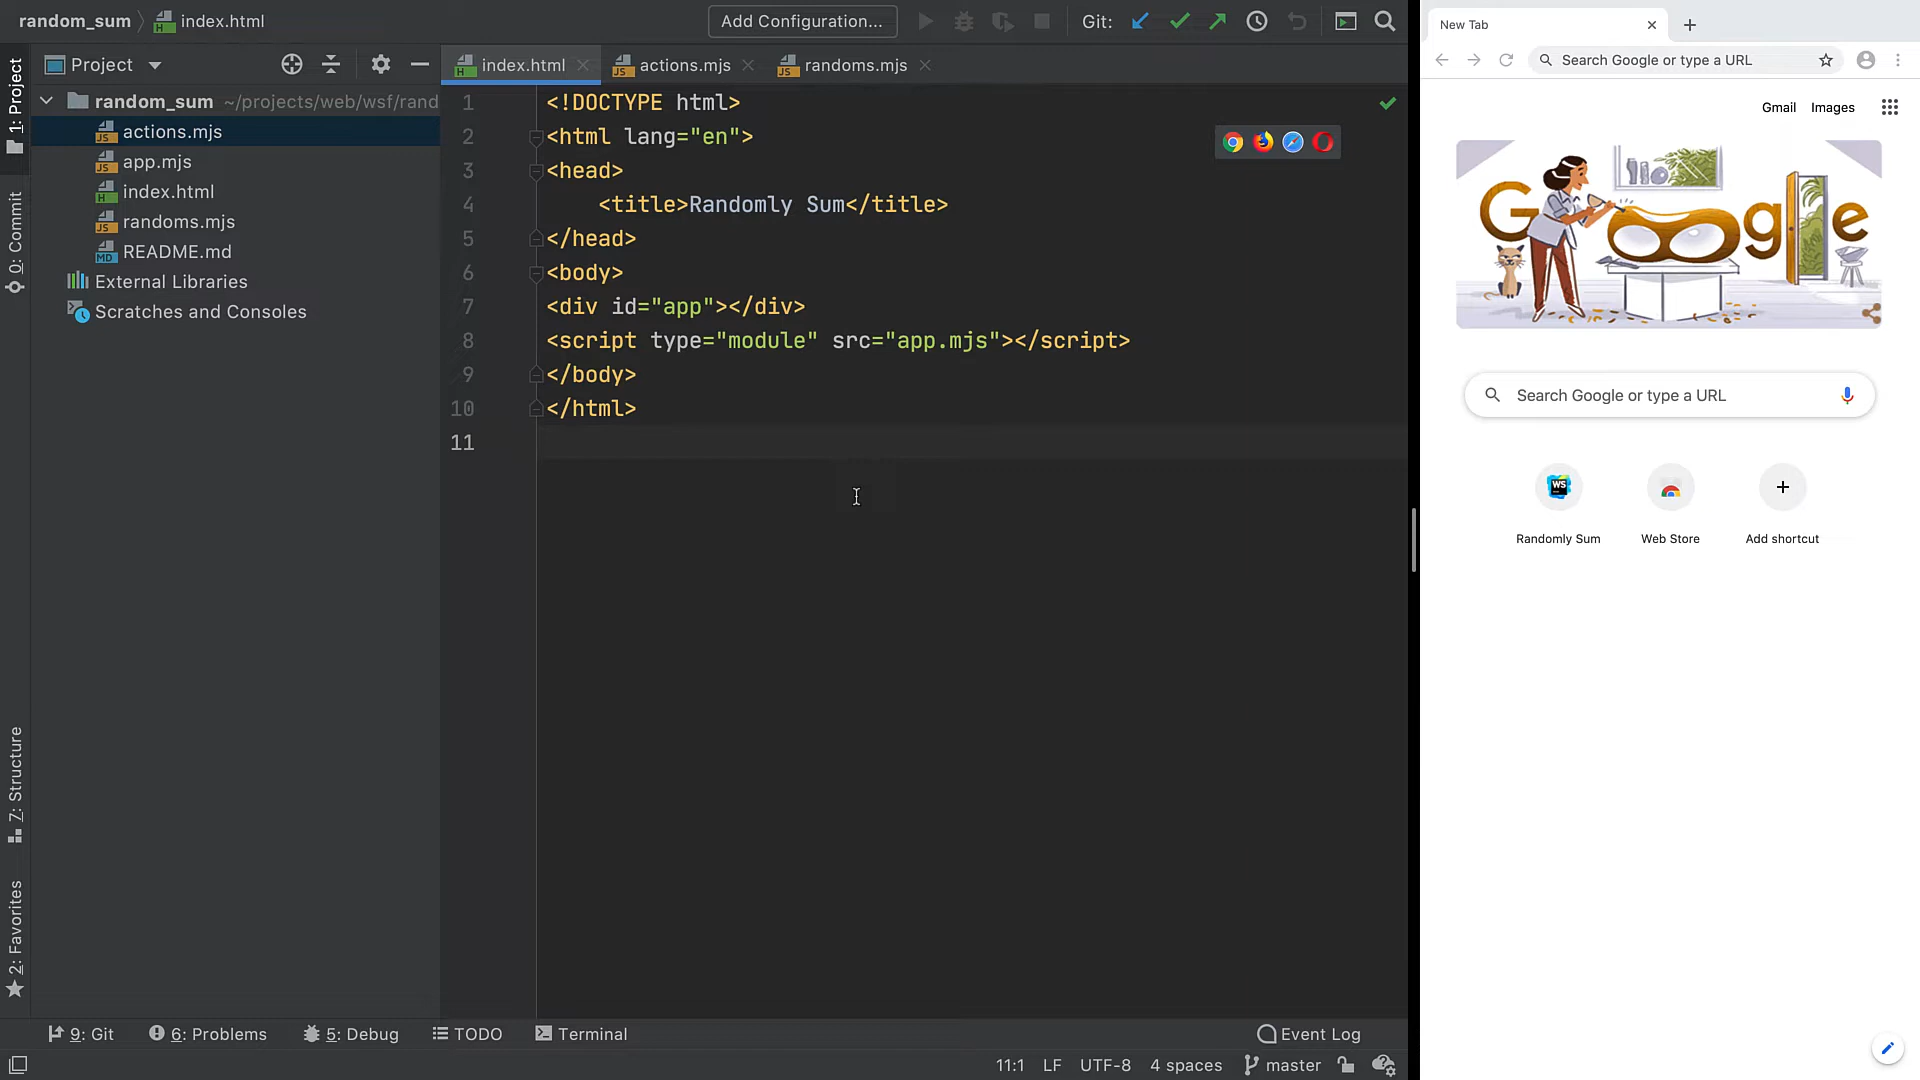 random_sum index.html
Add Configuration...
Git:
1: Project
0: Commit
7: Structure
2: Favorites
Project
random_sum ~/projects/web/wsf/rand
actions.mjs
app.mjs
index.html
randoms.mjs
README.md
External Libraries
Scratches and Consoles
index.html actions.mjs randoms.mjs
1 <!DOCTYPE html>
2 <html lang="en">
3 <head>
4 <title>Randomly Sum</title>
5 </head>
6 <body>
7 <div id="app"></div>
8 <script type="module" src="app.mjs"></script>
9 </body>
10 </html>
11
9: Git 6: Problems 5: Debug TODO Terminal Event Log
11:1 LF UTF-8 4 spaces master
New Tab
Search Google or type a URL
Gmail Images
Google
Search Google or type a URL
WS
Randomly Sum Web Store Add shortcut